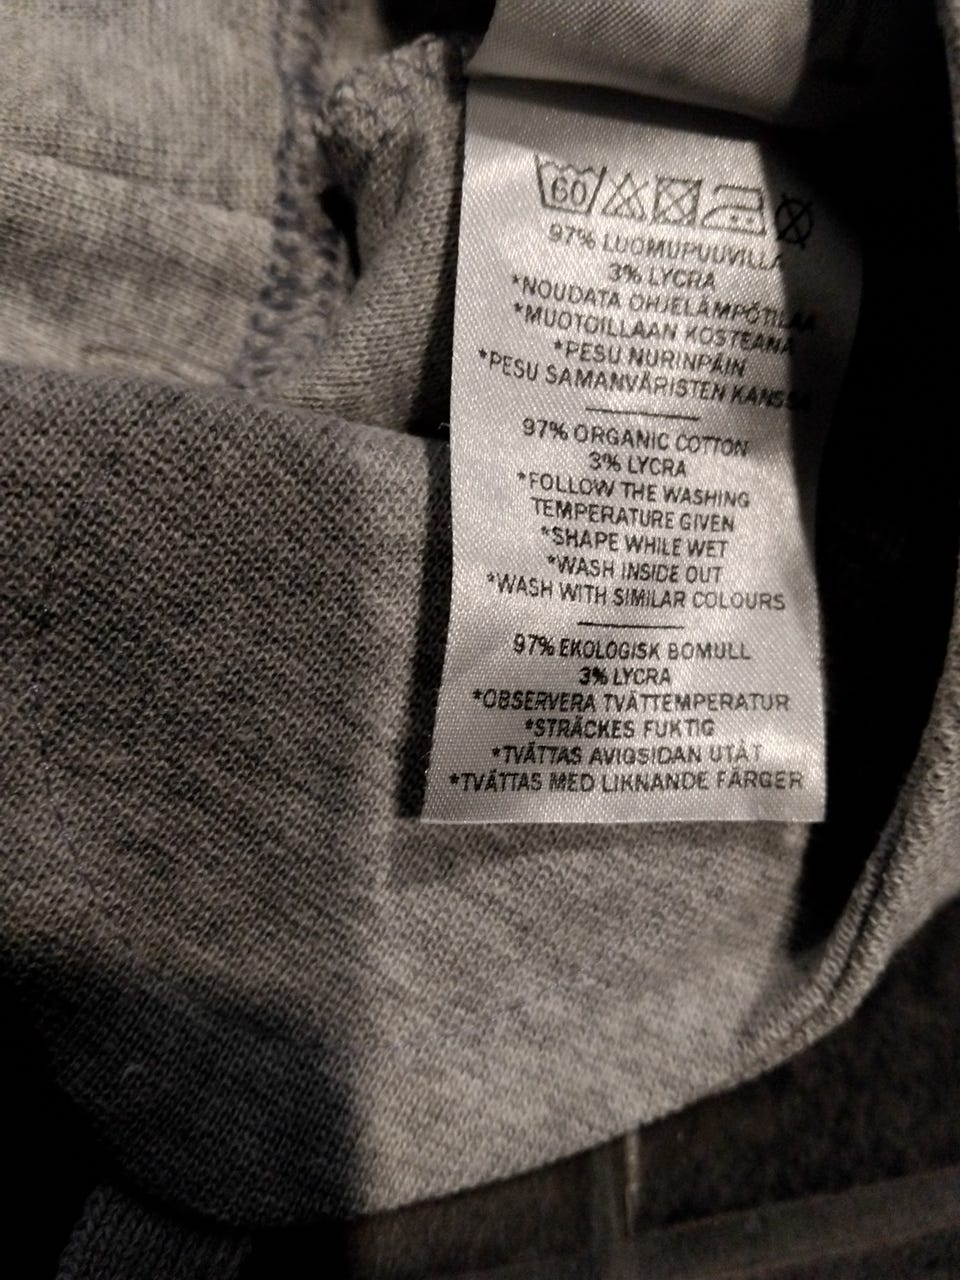 60
97% LUOMUPUUVILLA
3% LYCRA
*NOUDATA OHJELÄMPÖTILAA
*MUOTOILLAAN KOSTEANA
*PESU NURINPÄIN
*PESU SAMANVÄRISTEN KANSSA
97% ORGANIC COTTON
3% LYCRA
*FOLLOW THE WASHING
TEMPERATURE GIVEN
*SHAPE WHILE WET
*WASH INSIDE OUT
*WASH WITH SIMILAR COLOURS
97% EKOLOGISK BOMULL
3% LYCRA
*OBSERVERA TVÄTTEMPERATUR
*STRÄCKES FUKTIG
*TVÄTTAS AVIGSIDAN UTÅT
*TVÄTTAS MED LIKNANDE FÄRGER